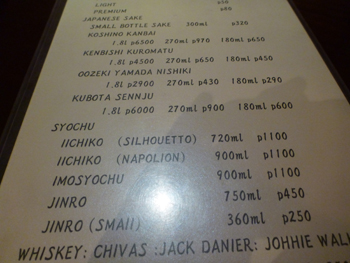 LIGHT
PREMIUM p80
JAPANESE SAKE
SMALL BOTTLE SAKE 300ml p320
KOSHINO KANBAI
1.8l p6500 270ml p970 180ml p650
KENBISHI KUROMATU
1.8l p4500 270ml p650 180ml p450
OOZEKI YAMADA NISHIKI
1.8l p2900 270ml p430 180ml p290
KUBOTA SENNJU
1.8l p6000 270ml p900 180ml p600
SYOCHU
IICHIKO (SILHOUETTO) 720ml p1100
IICHIKO (NAPOLION) 900ml p1100
IMOSYOCHU 900ml p1100
JINRO 750ml p450
JINRO (SMAll) 360ml p250
WHISKEY: CHIVAS :JACK DANIER: JOHHIE WAL